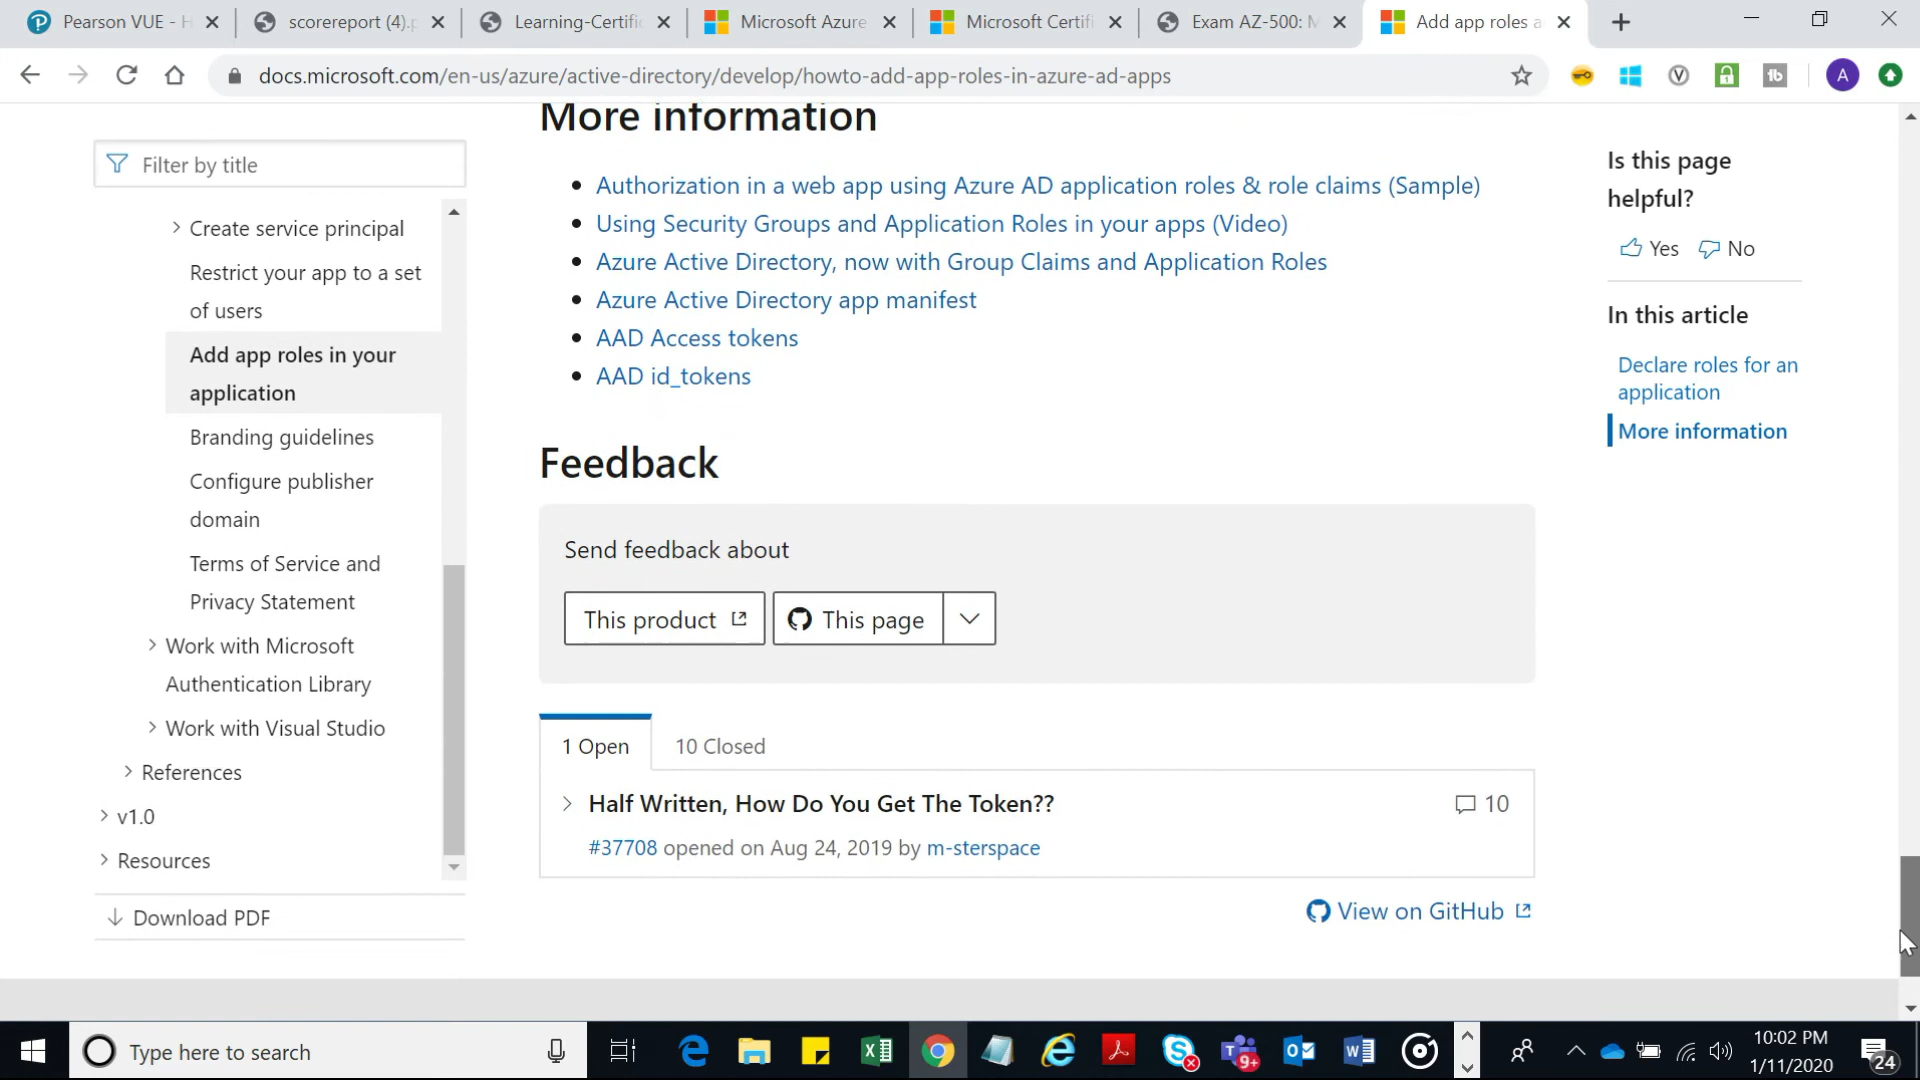 Pearson VUE - H
scorereport (4).p
Learning-Certific
Microsoft Azure
Microsoft Certifi
Exam AZ-500: M
Add app roles a
docs.microsoft.com/en-us/azure/active-directory/develop/howto-add-app-roles-in-azure-ad-apps
A
Filter by title
Create service principal
Restrict your app to a set
of users
Add app roles in your
application
Branding guidelines
Configure publisher
domain
Terms of Service and
Privacy Statement
Work with Microsoft
Authentication Library
Work with Visual Studio
References
v1.0
Resources
Download PDF
More information
Authorization in a web app using Azure AD application roles & role claims (Sample)
Using Security Groups and Application Roles in your apps (Video)
Azure Active Directory, now with Group Claims and Application Roles
Azure Active Directory app manifest
AAD Access tokens
AAD id_tokens
Feedback
Send feedback about
This product
This page
1 Open
10 Closed
Half Written, How Do You Get The Token??
10
#37708 opened on Aug 24, 2019 by m-sterspace
View on GitHub
Is this page
helpful?
Yes
No
In this article
Declare roles for an
application
More information
Type here to search
9+
10:02 PM
1/11/2020
24